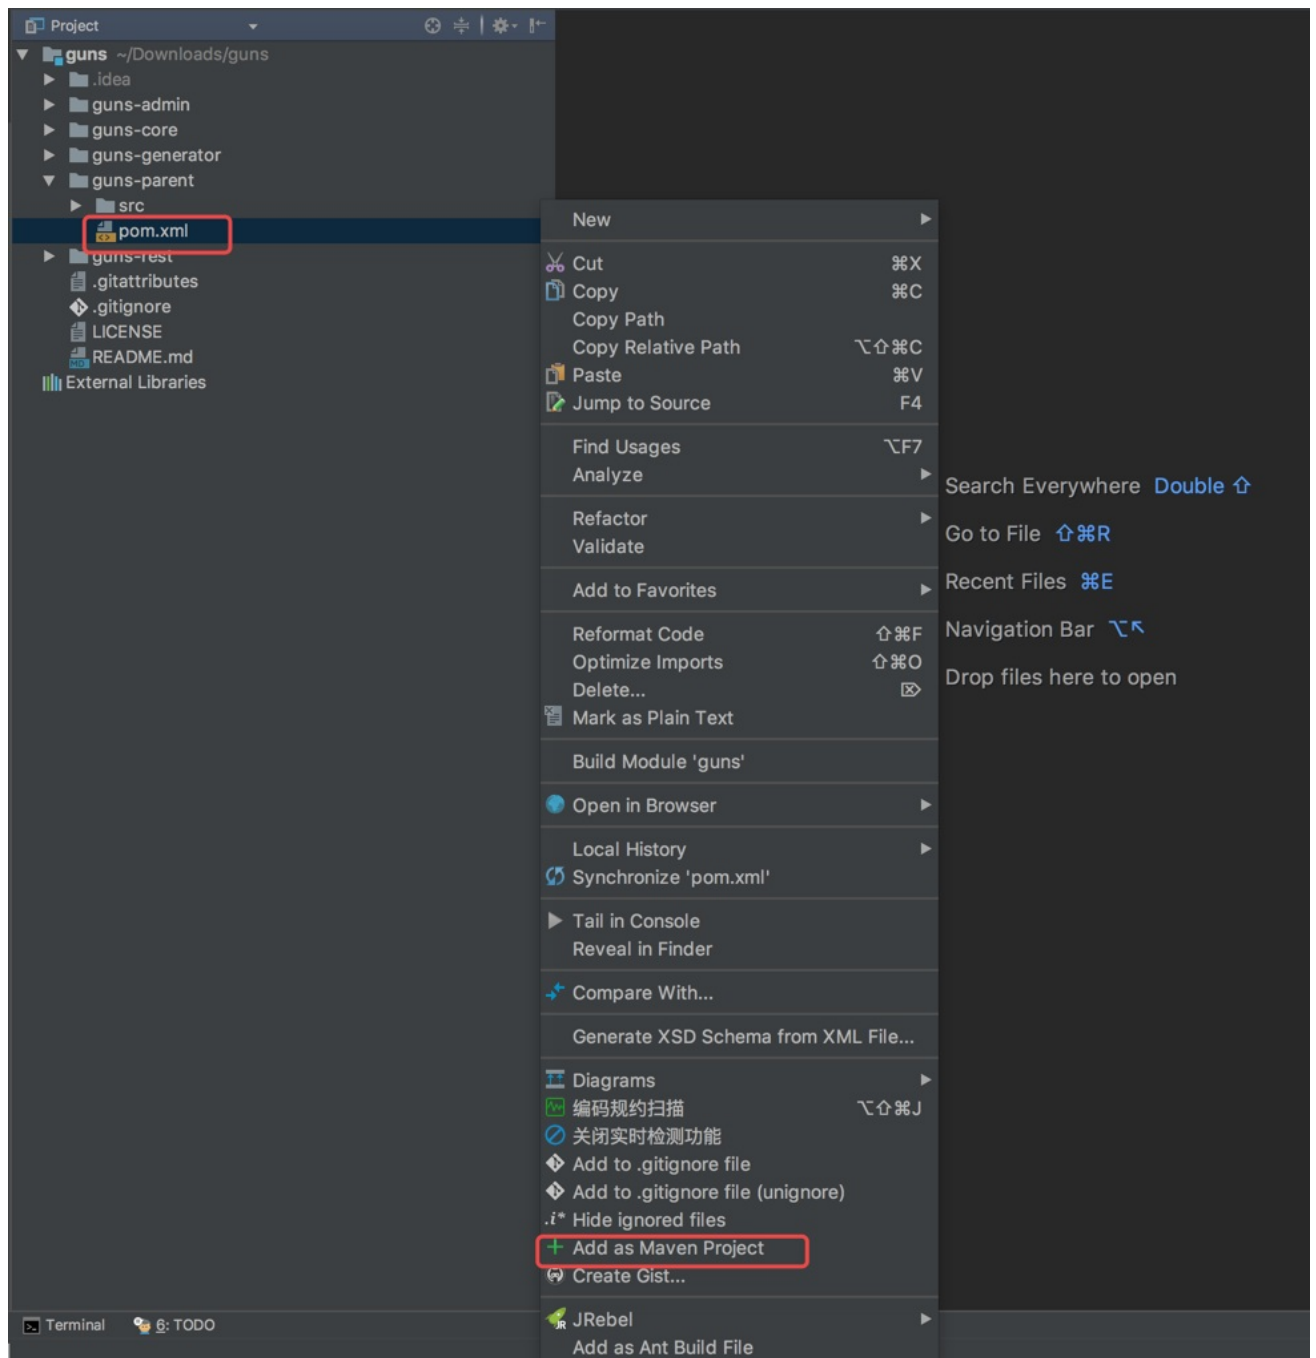 Project
guns ~/Downloads/guns
.idea
guns-admin
guns-core
guns-generator
guns-parent
src
pom.xml
guns-rest
.gitattributes
.gitignore
LICENSE
README.md
External Libraries
New
Cut ⌘X
Copy ⌘C
Copy Path
Copy Relative Path ⌥⇧⌘C
Paste ⌘V
Jump to Source F4
Find Usages ⌥F7
Analyze
Refactor
Validate
Add to Favorites
Reformat Code ⇧⌘F
Optimize Imports ⇧⌘O
Delete... ⌦
Mark as Plain Text
Build Module 'guns'
Open in Browser
Local History
Synchronize 'pom.xml'
Tail in Console
Reveal in Finder
Compare With...
Generate XSD Schema from XML File...
Diagrams
编码规约扫描 ⌥⇧⌘J
关闭实时检测功能
Add to .gitignore file
Add to .gitignore file (unignore)
.i* Hide ignored files
Add as Maven Project
Create Gist...
JRebel
Add as Ant Build File
Search Everywhere Double ⇧
Go to File ⇧⌘R
Recent Files ⌘E
Navigation Bar ⌥↖
Drop files here to open
Terminal
6: TODO